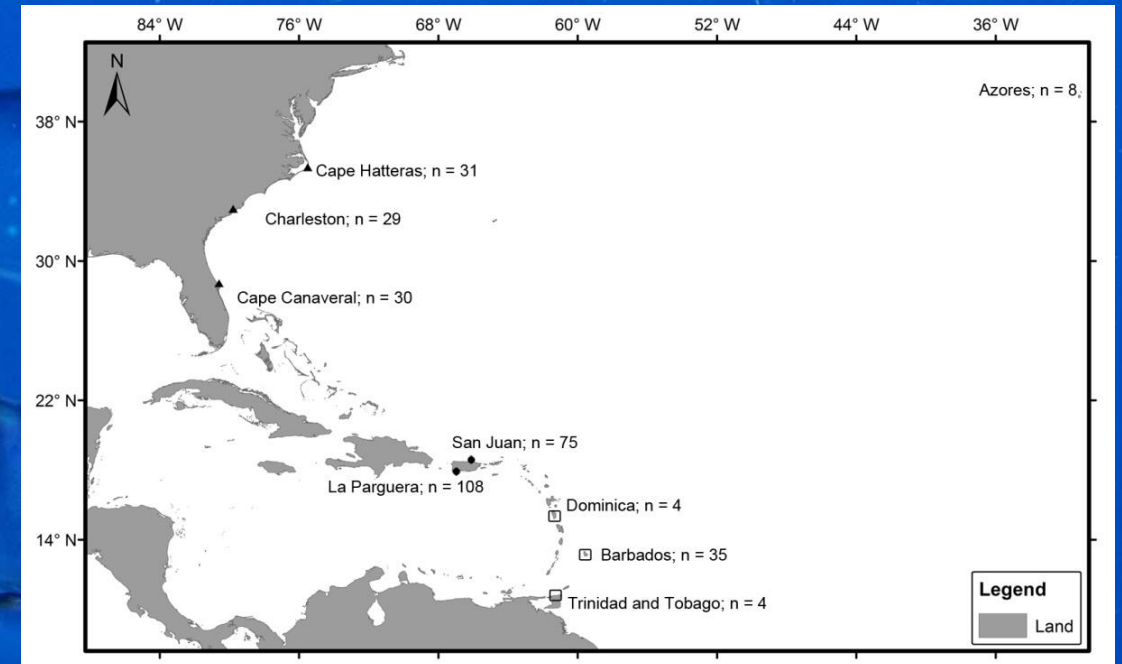 84° W 76° W 68° W 60° W 52° W 44° W 36° W
N
Azores; n = 8
38° N
Cape Hatteras; n = 31
Charleston; n = 29
30° N
Cape Canaveral; n = 30
22° N
San Juan; n = 75
La Parguera; n = 108
Dominica; n = 4
14° N
Barbados; n = 35
Trinidad and Tobago; n = 4
Legend
Land